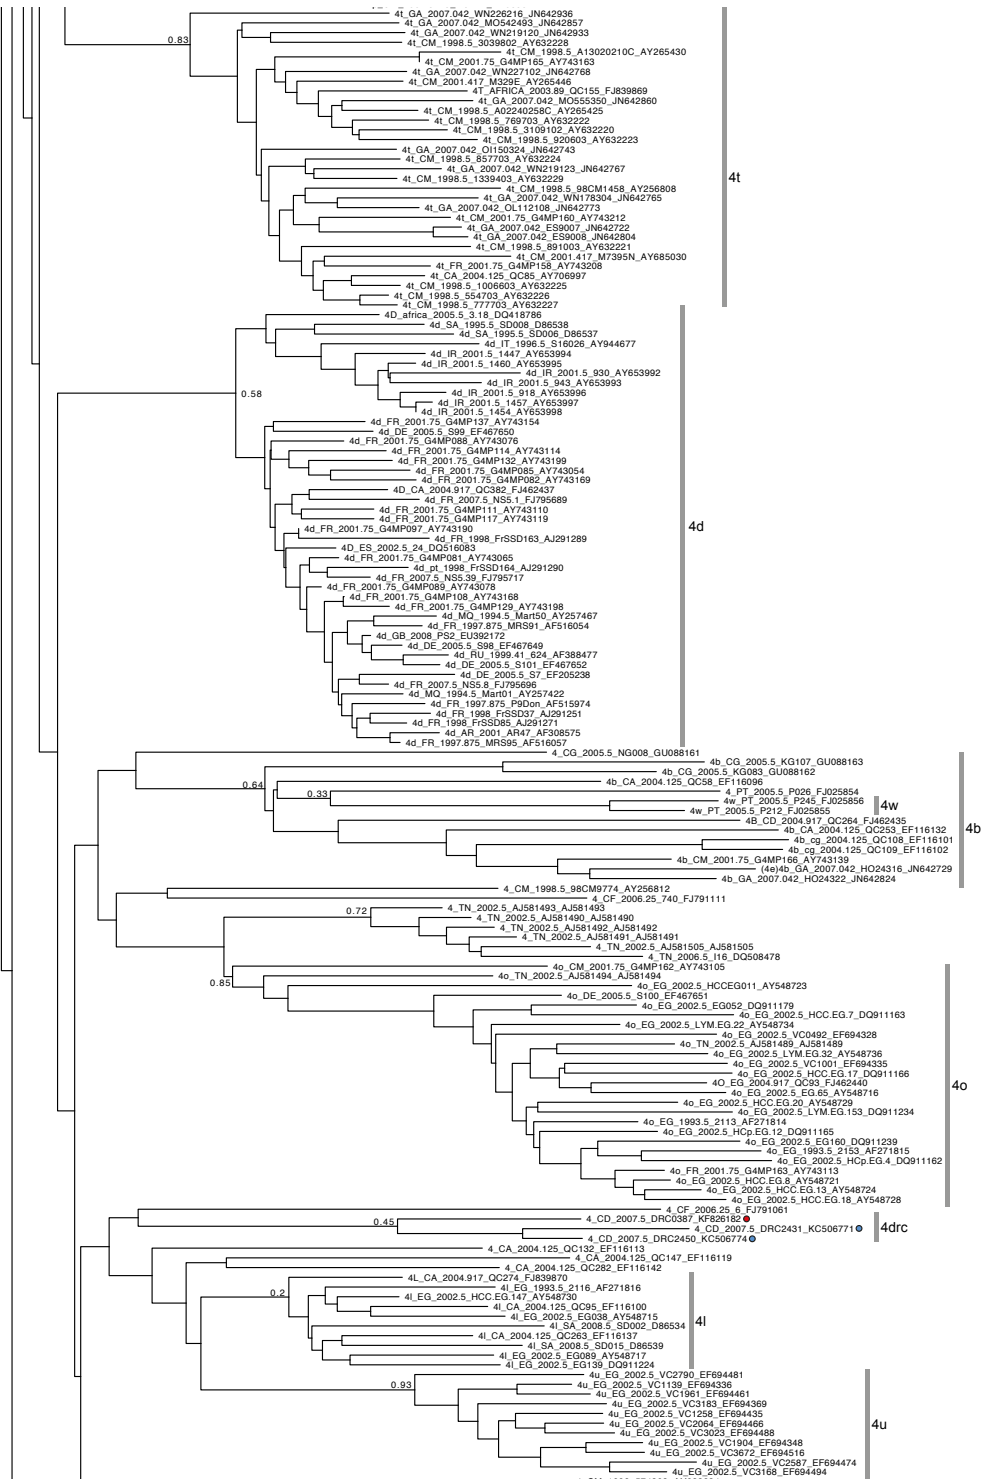 4t_GA_2007.042_WN226216_JN642936
4t_GA_2007.042_MO542493_JN642857
4t_GA_2007.042_WN219120_JN642933
0.83
4t_CM_1998.5_3039802_AY632228
4t_CM_1998.5_A13020210C_AY265430
4t_CM_2001.75_G4MP165_AY743163
4t_GA_2007.042_WN227102_JN642768
4t_CM_2001.417_M329E_AY265446
4T_AFRICA_2003.89_QC155_FJ839869
4t_GA_2007.042_MO555350_JN642860
4t_CM_1998.5_A02240258C_AY265425
4t_CM_1998.5_769703_AY632222
4t_CM_1998.5_3109102_AY632220
4t_CM_1998.5_920603_AY632223
4t_GA_2007.042_OI150324_JN642743
4t_CM_1998.5_857703_AY632224
4t_GA_2007.042_WN219123_JN642767
4t_CM_1998.5_1339403_AY632229
4t
4t_CM_1998.5_98CM1458_AY256808
4t_GA_2007.042_WN178304_JN642765
4t_GA_2007.042_OL112108_JN642773
4t_CM_2001.75_G4MP160_AY743212
4t_GA_2007.042_ES9007_JN642722
4t_GA_2007.042_ES9008_JN642804
4t_CM_1998.5_891003_AY632221
4t_CM_2001.417_M7395N_AY685030
4t_FR_2001.75_G4MP158_AY743208
4t_CA_2004.125_QC85_AY706997
4t_CM_1998.5_1006603_AY632225
4t_CM_1998.5_554703_AY632226
4t_CM_1998.5_777703_AY632227
4D_africa_2005.5_3.18_DQ418786
4d_SA_1995.5_SD008_D86538
4d_SA_1995.5_SD006_D86537
4d_IT_1996.5_S16026_AY944677
4d_IR_2001.5_1447_AY653994
4d_IR_2001.5_1460_AY653995
4d_IR_2001.5_930_AY653992
4d_IR_2001.5_943_AY653993
0.58
4d_IR_2001.5_918_AY653996
4d_IR_2001.5_1457_AY653997
4d_IR_2001.5_1454_AY653998
4d_FR_2001.75_G4MP137_AY743154
4d_DE_2005.5_S99_EF467650
4d_FR_2001.75_G4MP088_AY743076
4d_FR_2001.75_G4MP114_AY743114
4d_FR_2001.75_G4MP132_AY743199
4d_FR_2001.75_G4MP085_AY743054
4d_FR_2001.75_G4MP082_AY743169
4D_CA_2004.917_QC382_FJ462437
4d_FR_2007.5_NS5.1_FJ795689
4d_FR_2001.75_G4MP111_AY743110
4d_FR_2001.75_G4MP117_AY743119
4d
4d_FR_2001.75_G4MP097_AY743190
4d_FR_1998_FrSSD163_AJ291289
4D_ES_2002.5_24_DQ516083
4d_FR_2001.75_G4MP081_AY743065
4d_pt_1998_FrSSD164_AJ291290
4d_FR_2007.5_NS5.39_FJ795717
4d_FR_2001.75_G4MP089_AY743078
4d_FR_2001.75_G4MP108_AY743168
4d_FR_2001.75_G4MP129_AY743198
4d_MQ_1994.5_Mart50_AY257467
4d_FR_1997.875_MRS91_AF516054
4d_GB_2008_PS2_EU392172
4d_DE_2005.5_S98_EF467649
4d_RU_1999.41_624_AF388477
4d_DE_2005.5_S101_EF467652
4d_DE_2005.5_S7_EF205238
4d_FR_2007.5_NS5.8_FJ795696
4d_MQ_1994.5_Mart01_AY257422
4d_FR_1997.875_P9Don_AF515974
4d_FR_1998_FrSSD37_AJ291251
4d_FR_1998_FrSSD85_AJ291271
4d_AR_2001_AR47_AF308575
4d_FR_1997.875_MRS95_AF516057
4_CG_2005.5_NG008_GU088161
4b_CG_2005.5_KG107_GU088163
4b_CG_2005.5_KG083_GU088162
0.64
4b_CA_2004.125_QC58_EF116096
0.33
4_PT_2005.5_P026_FJ025854
4w_PT_2005.5_P245_FJ025856
4w
4w_PT_2005.5_P212_FJ025855
4B_CD_2004.917_QC264_FJ462435
4b
4b_CA_2004.125_QC253_EF116132
4b_cg_2004.125_QC108_EF116101
4b_cg_2004.125_QC109_EF116102
4b_CM_2001.75_G4MP166_AY743139
(4e)4b_GA_2007.042_HO24316_JN642729
4b_GA_2007.042_HO24322_JN642824
4_CM_1998.5_98CM9774_AY256812
4_CF_2006.25_740_FJ791111
0.72
4_TN_2002.5_AJ581493_AJ581493
4_TN_2002.5_AJ581490_AJ581490
4_TN_2002.5_AJ581492_AJ581492
4_TN_2002.5_AJ581491_AJ581491
4_TN_2002.5_AJ581505_AJ581505
4_TN_2006.5_I16_DQ508478
4o_CM_2001.75_G4MP162_AY743105
4o_TN_2002.5_AJ581494_AJ581494
0.85
4o_EG_2002.5_HCCEG011_AY548723
4o_DE_2005.5_S100_EF467651
4o_EG_2002.5_EG052_DQ911179
4o_EG_2002.5_HCC.EG.7_DQ911163
4o_EG_2002.5_LYM.EG.22_AY548734
4o_EG_2002.5_VC0492_EF694328
4o_TN_2002.5_AJ581489_AJ581489
4o_EG_2002.5_LYM.EG.32_AY548736
4o_EG_2002.5_VC1001_EF694335
4o_EG_2002.5_HCC.EG.17_DQ911166
4O_EG_2004.917_QC93_FJ462440
4o
4o_EG_2002.5_EG.65_AY548716
4o_EG_2002.5_HCC.EG.20_AY548729
4o_EG_2002.5_LYM.EG.153_DQ911234
4o_EG_1993.5_2113_AF271814
4o_EG_2002.5_HCp.EG.12_DQ911165
4o_EG_2002.5_EG160_DQ911239
4o_EG_1993.5_2153_AF271815
4o_EG_2002.5_HCp.EG.4_DQ911162
4o_FR_2001.75_G4MP163_AY743113
4o_EG_2002.5_HCC.EG.8_AY548721
4o_EG_2002.5_HCC.EG.13_AY548724
4o_EG_2002.5_HCC.EG.18_AY548728
4_CF_2006.25_6_FJ791061
0.45
4_CD_2007.5_DRC0387_KF826182
4_CD_2007.5_DRC2431_KC506771
4drc
4_CD_2007.5_DRC2450_KC506774
4_CA_2004.125_QC132_EF116113
4_CA_2004.125_QC147_EF116119
4_CA_2004.125_QC282_EF116142
4L_CA_2004.917_QC274_FJ839870
4l_EG_1993.5_2116_AF271816
0.2
4l_EG_2002.5_HCC.EG.147_AY548730
4l_CA_2004.125_QC95_EF116100
4l_EG_2002.5_EG038_AY548715
4l
4l_SA_2008.5_SD002_D86534
4l_CA_2004.125_QC263_EF116137
4l_SA_2008.5_SD015_D86539
4l_EG_2002.5_EG089_AY548717
4l_EG_2002.5_EG139_DQ911224
4u_EG_2002.5_VC2790_EF694481
0.93
4u_EG_2002.5_VC1139_EF694336
4u_EG_2002.5_VC1961_EF694461
4u_EG_2002.5_VC3183_EF694369
4u_EG_2002.5_VC1258_EF694435
4u_EG_2002.5_VC2064_EF694466
4u
4u_EG_2002.5_VC3023_EF694488
4u_EG_2002.5_VC1904_EF694348
4u_EG_2002.5_VC3672_EF694516
4u_EG_2002.5_VC2587_EF694474
4u_EG_2002.5_VC3168_EF694494